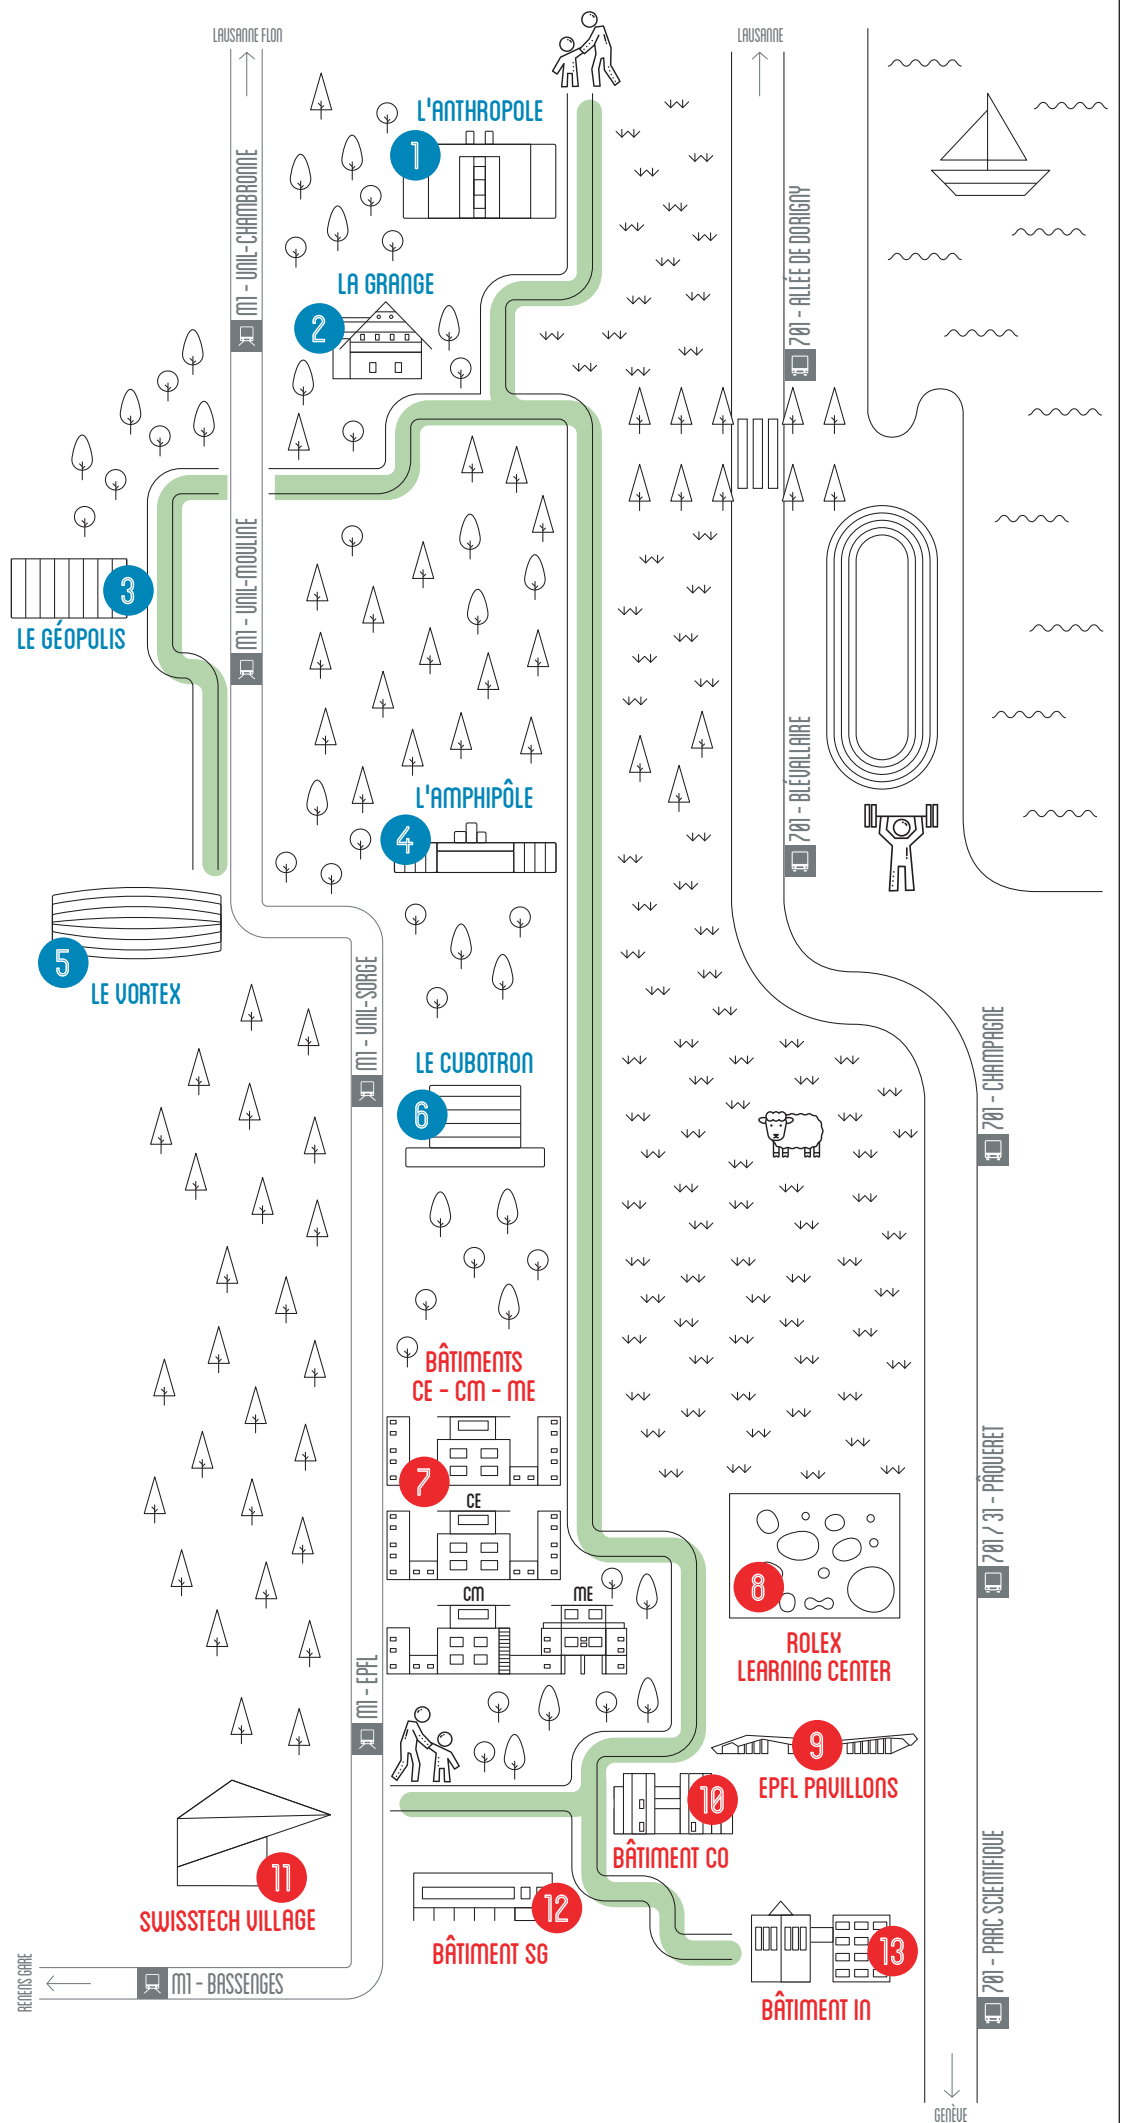 LAUSANNE FLON
LAUSANNE
L'ANTHROPOLE
1
M1 - UNIL-CHAMBRONNE
701 - ALLÉE DE DORIGNY
LA GRANGE
2
M1 - UNIL-MOULINE
3
LE GÉOPOLIS
701 - BLÉVALLAIRE
L'AMPHIPÔLE
4
5
LE VORTEX
M1 - UNIL-SORGE
701 - CHAMPAGNE
LE CUBOTRON
6
BÂTIMENTS
CE - CM - ME
7
CE
701 / 31 - PÂQUERET
8
CM
ME
ROLEX
LEARNING CENTER
M1 - EPFL
9
EPFL PAVILLONS
10
BÂTIMENT CO
11
SWISSTECH VILLAGE
12
BÂTIMENT SG
701 - PARC SCIENTIFIQUE
13
BÂTIMENT IN
RENENS GARE
M1 - BASSENGES
GENÈVE